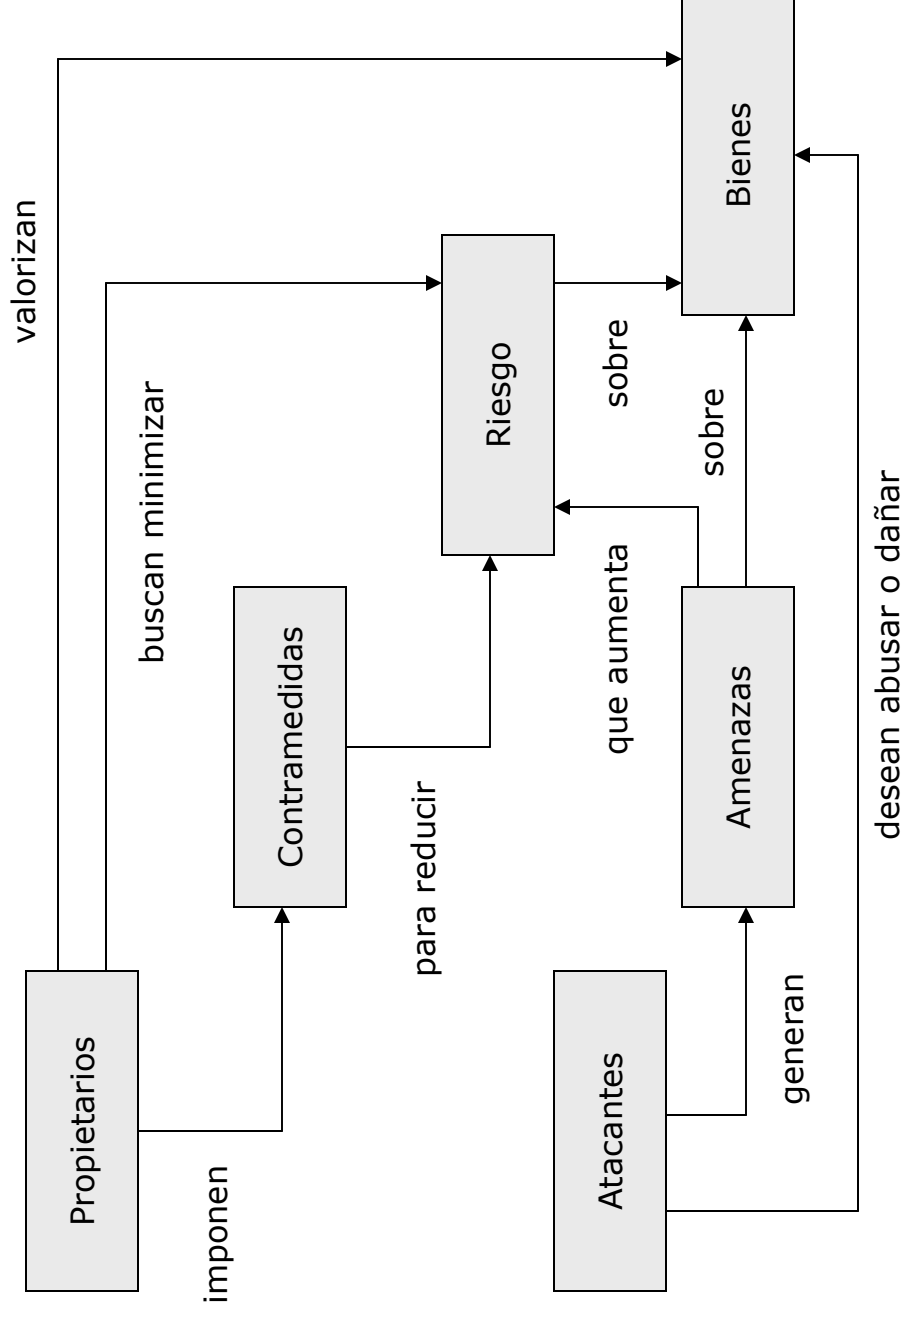 Propietarios
valorizan
buscan minimizar
imponen
Contramedidas
para reducir
Riesgo
sobre
Atacantes
que aumenta
sobre
generan
Amenazas
Bienes
desean abusar o dañar